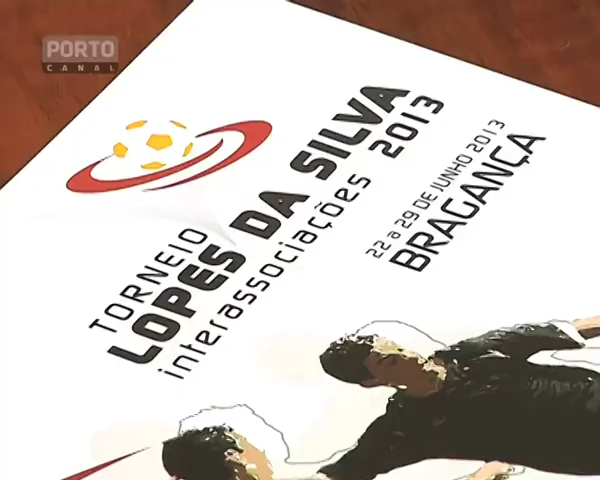 PORTO
CANAL
TORNEIO
LOPES DA SILVA
interassociações 2013
22 a 29 DE JUNHO 2013
BRAGANÇA